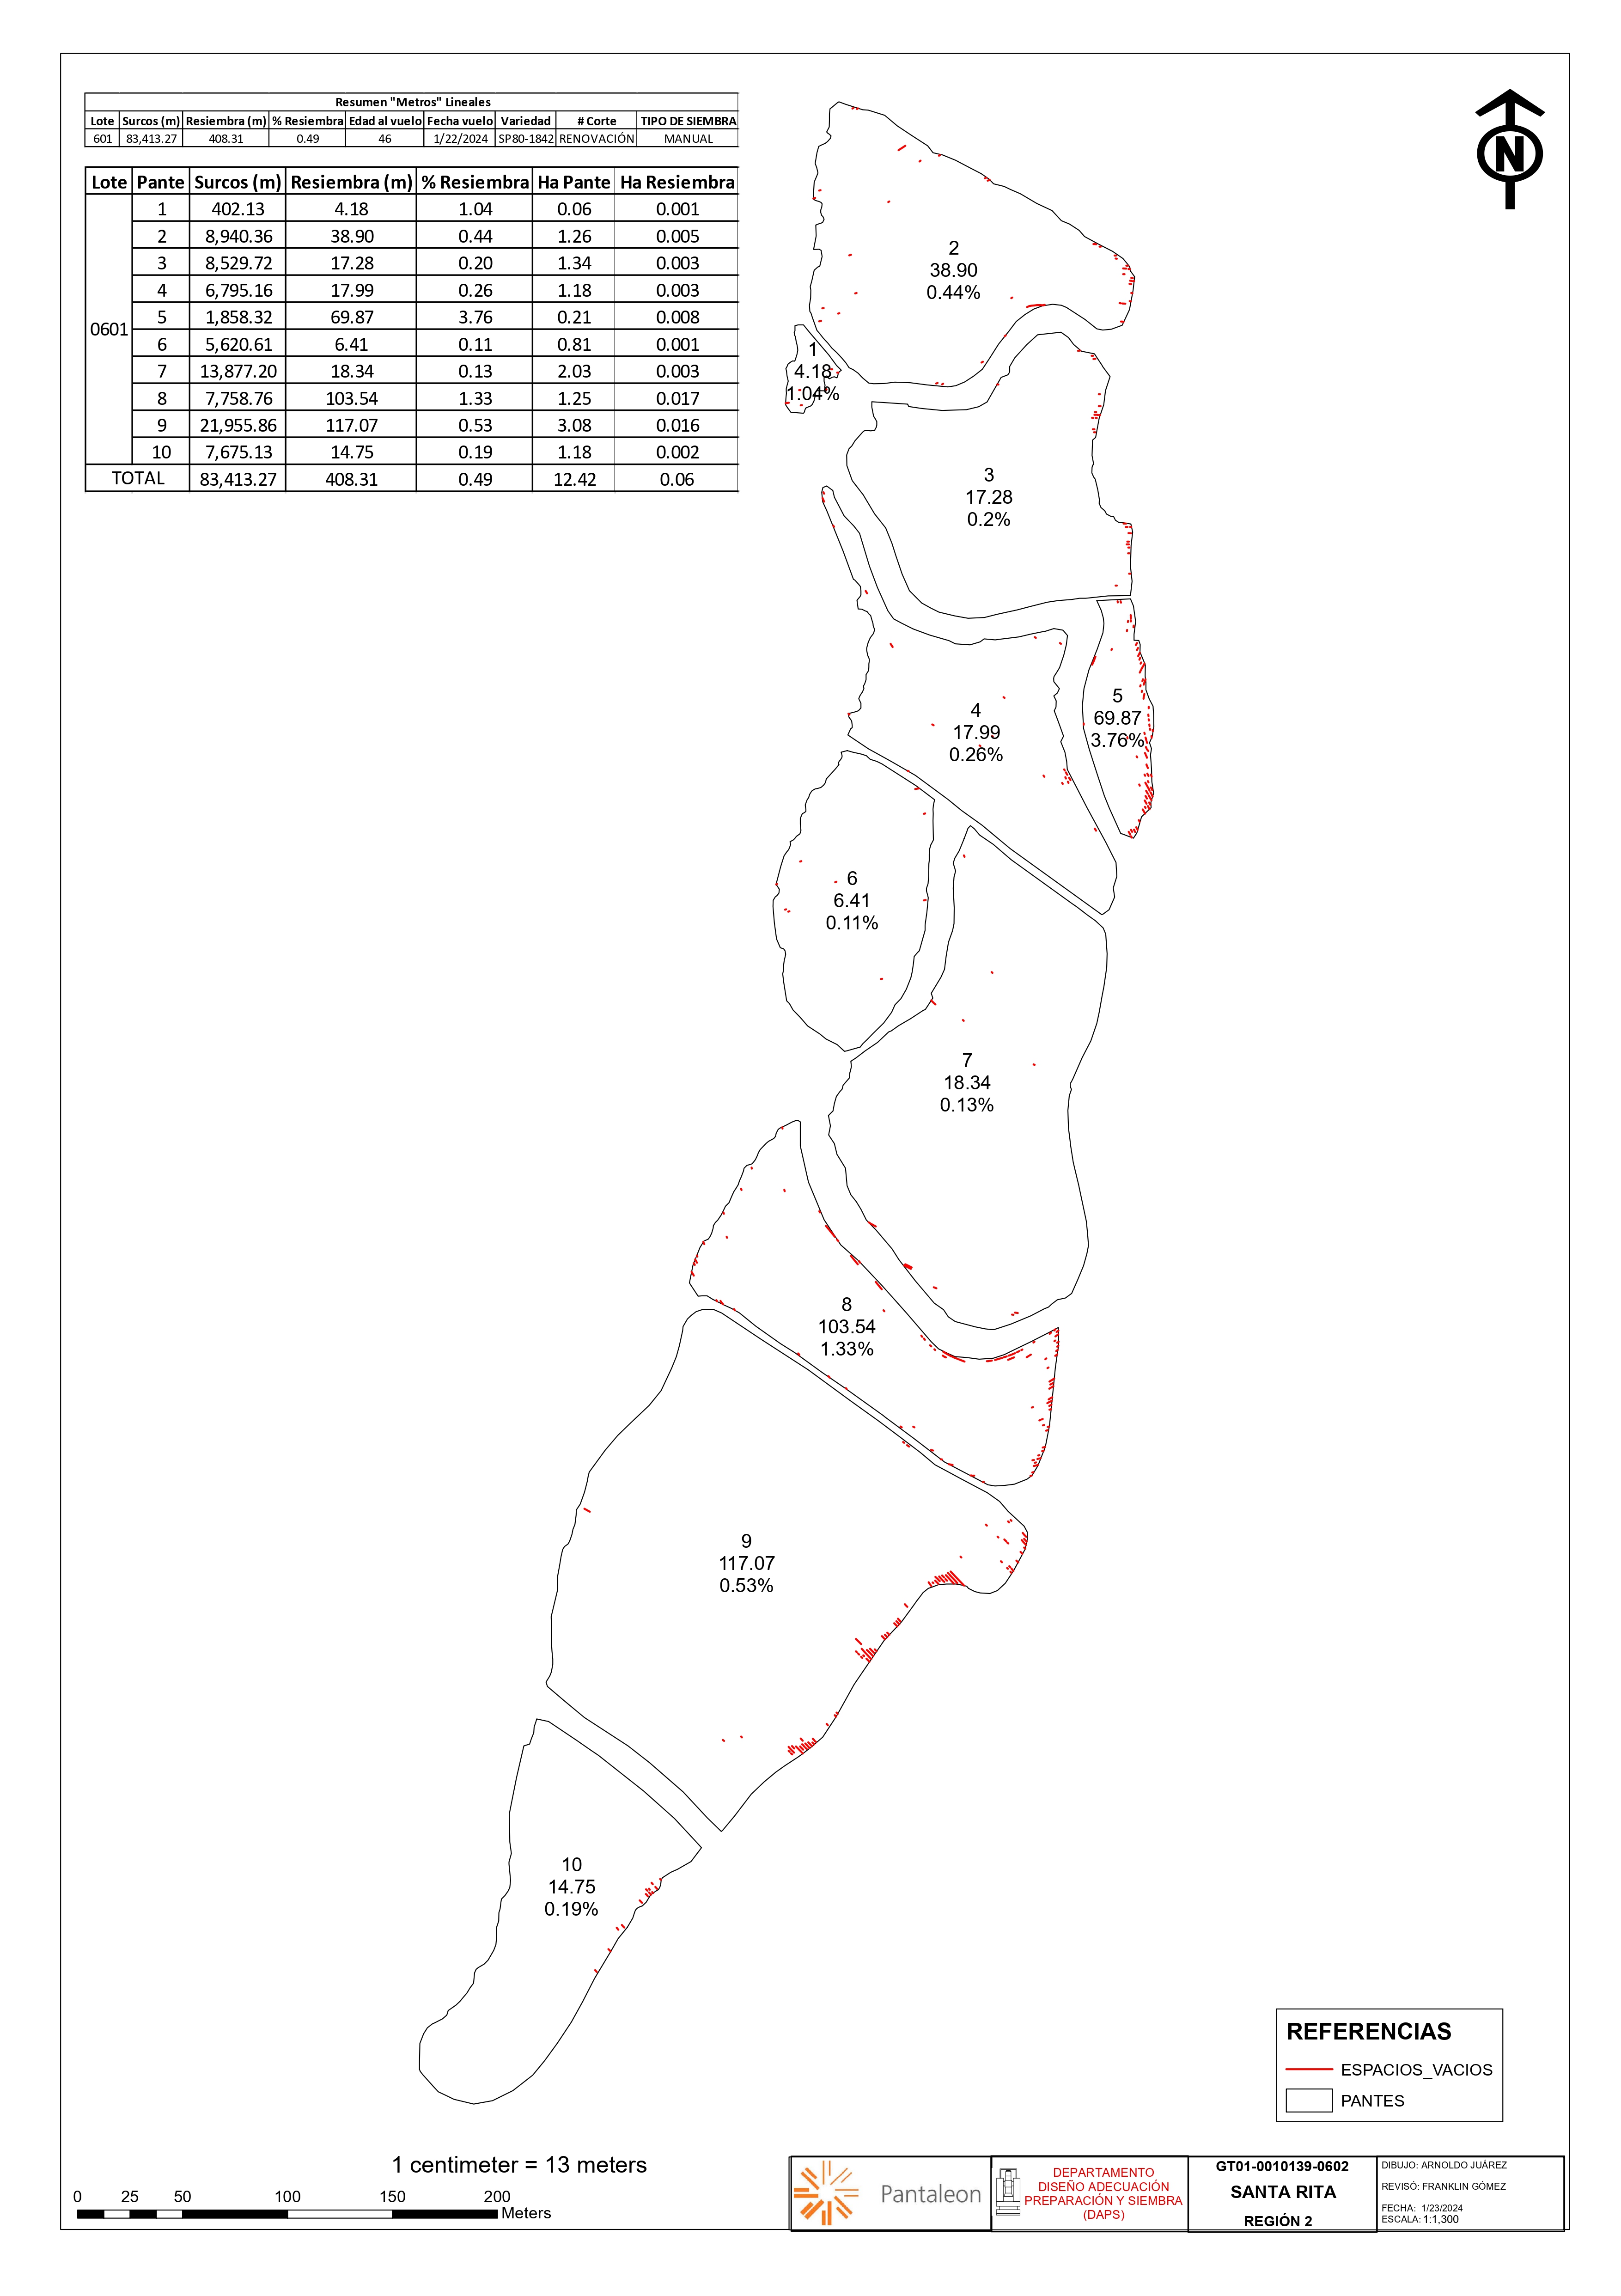 Resumen "Metros" Lineales
Lote Surcos (m) Resiembra (m) % Resiembra Edad al vuelo Fecha vuelo Variedad # Corte TIPO DE SIEMBRA
601 83,413.27 408.31 0.49 46 1/22/2024 SP80-1842 RENOVACIÓN MANUAL
Lote Pante Surcos (m) Resiembra (m) % Resiembra Ha Pante Ha Resiembra
1 402.13 4.18 1.04 0.06 0.001
2 8,940.36 38.90 0.44 1.26 0.005
3 8,529.72 17.28 0.20 1.34 0.003
4 6,795.16 17.99 0.26 1.18 0.003
5 1,858.32 69.87 3.76 0.21 0.008
0601
6 5,620.61 6.41 0.11 0.81 0.001
7 13,877.20 18.34 0.13 2.03 0.003
8 7,758.76 103.54 1.33 1.25 0.017
9 21,955.86 117.07 0.53 3.08 0.016
10 7,675.13 14.75 0.19 1.18 0.002
TOTAL 83,413.27 408.31 0.49 12.42 0.06
N
2
38.90
0.44%
1
4.18
1.04%
3
17.28
0.2%
4
17.99
0.26%
5
69.87
3.76%
6
6.41
0.11%
7
18.34
0.13%
8
103.54
1.33%
9
117.07
0.53%
10
14.75
0.19%
REFERENCIAS
ESPACIOS_VACIOS
PANTES
1 centimeter = 13 meters
0 25 50 100 150 200
Meters
Pantaleon
DEPARTAMENTO
DISEÑO ADECUACIÓN
PREPARACIÓN Y SIEMBRA
(DAPS)
GT01-0010139-0602
SANTA RITA
REGIÓN 2
DIBUJO: ARNOLDO JUÁREZ
REVISÓ: FRANKLIN GÓMEZ
FECHA: 1/23/2024
ESCALA: 1:1,300